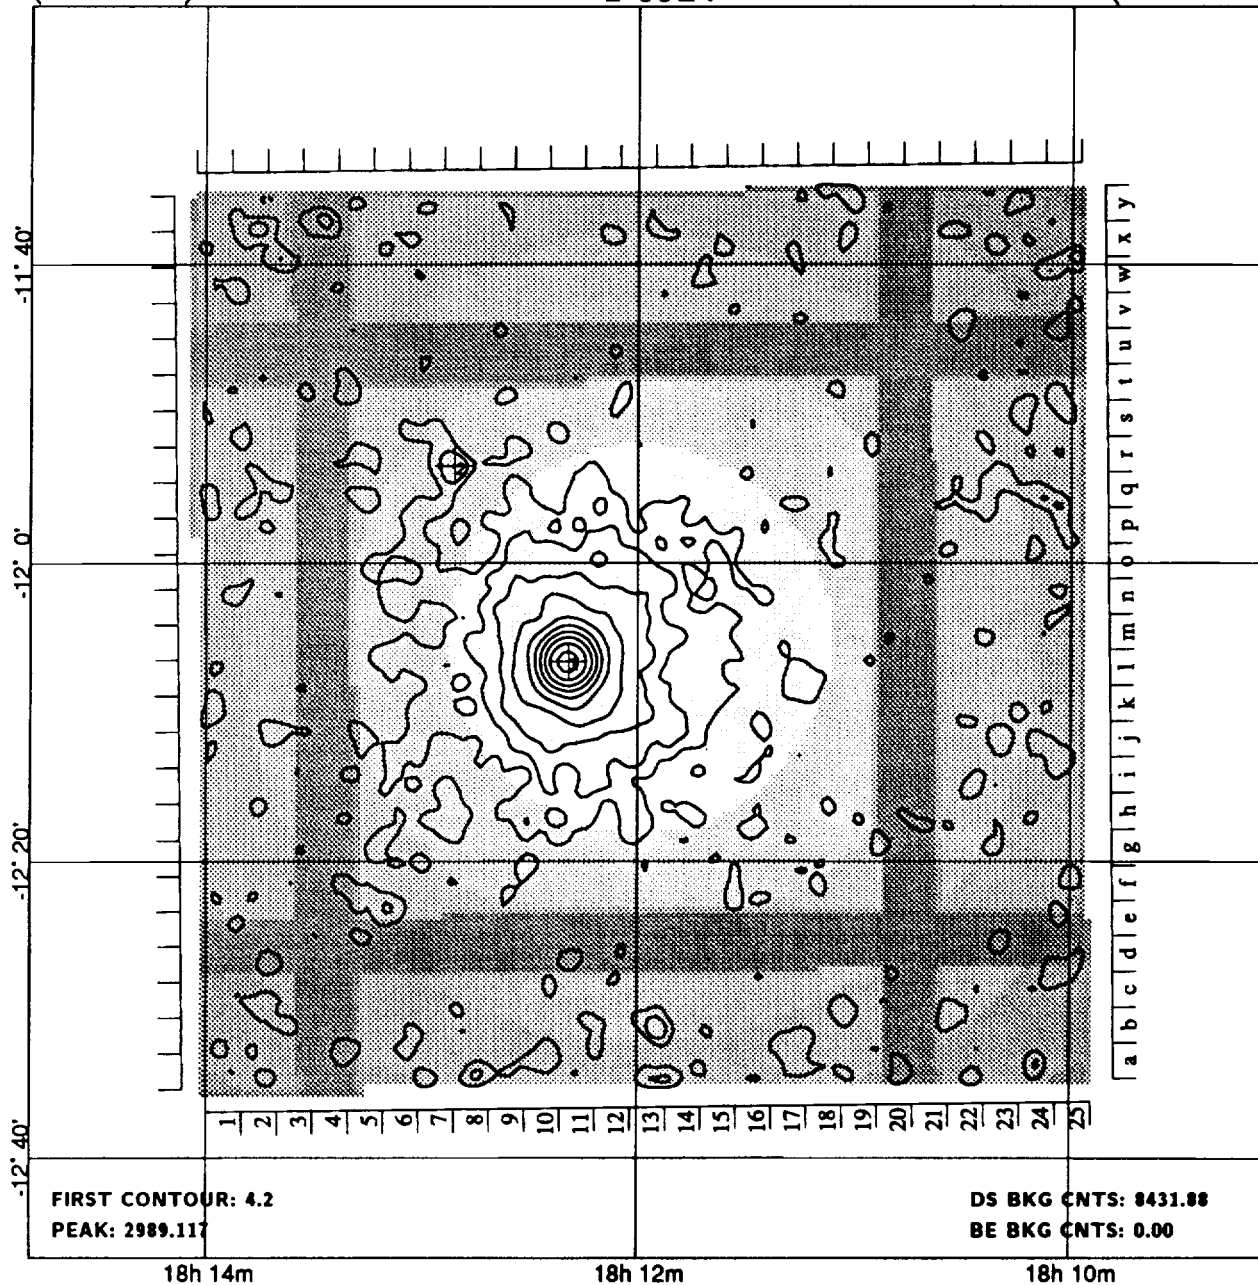 -11° 40'
-12° 0'
-12° 20'
-12° 40'
y
x
w
v
u
t
s
r
q
p
o
n
m
l
k
j
i
h
g
f
e
d
c
b
a
1 2 3 4 5 6 7 8 9 10 11 12 13 14 15 16 17 18 19 20 21 22 23 24 25
FIRST CONTOUR: 4.2
DS BKG CNTS: 8431.88
PEAK: 2989.117
BE BKG CNTS: 0.00
18h 14m
18h 12m
18h 10m